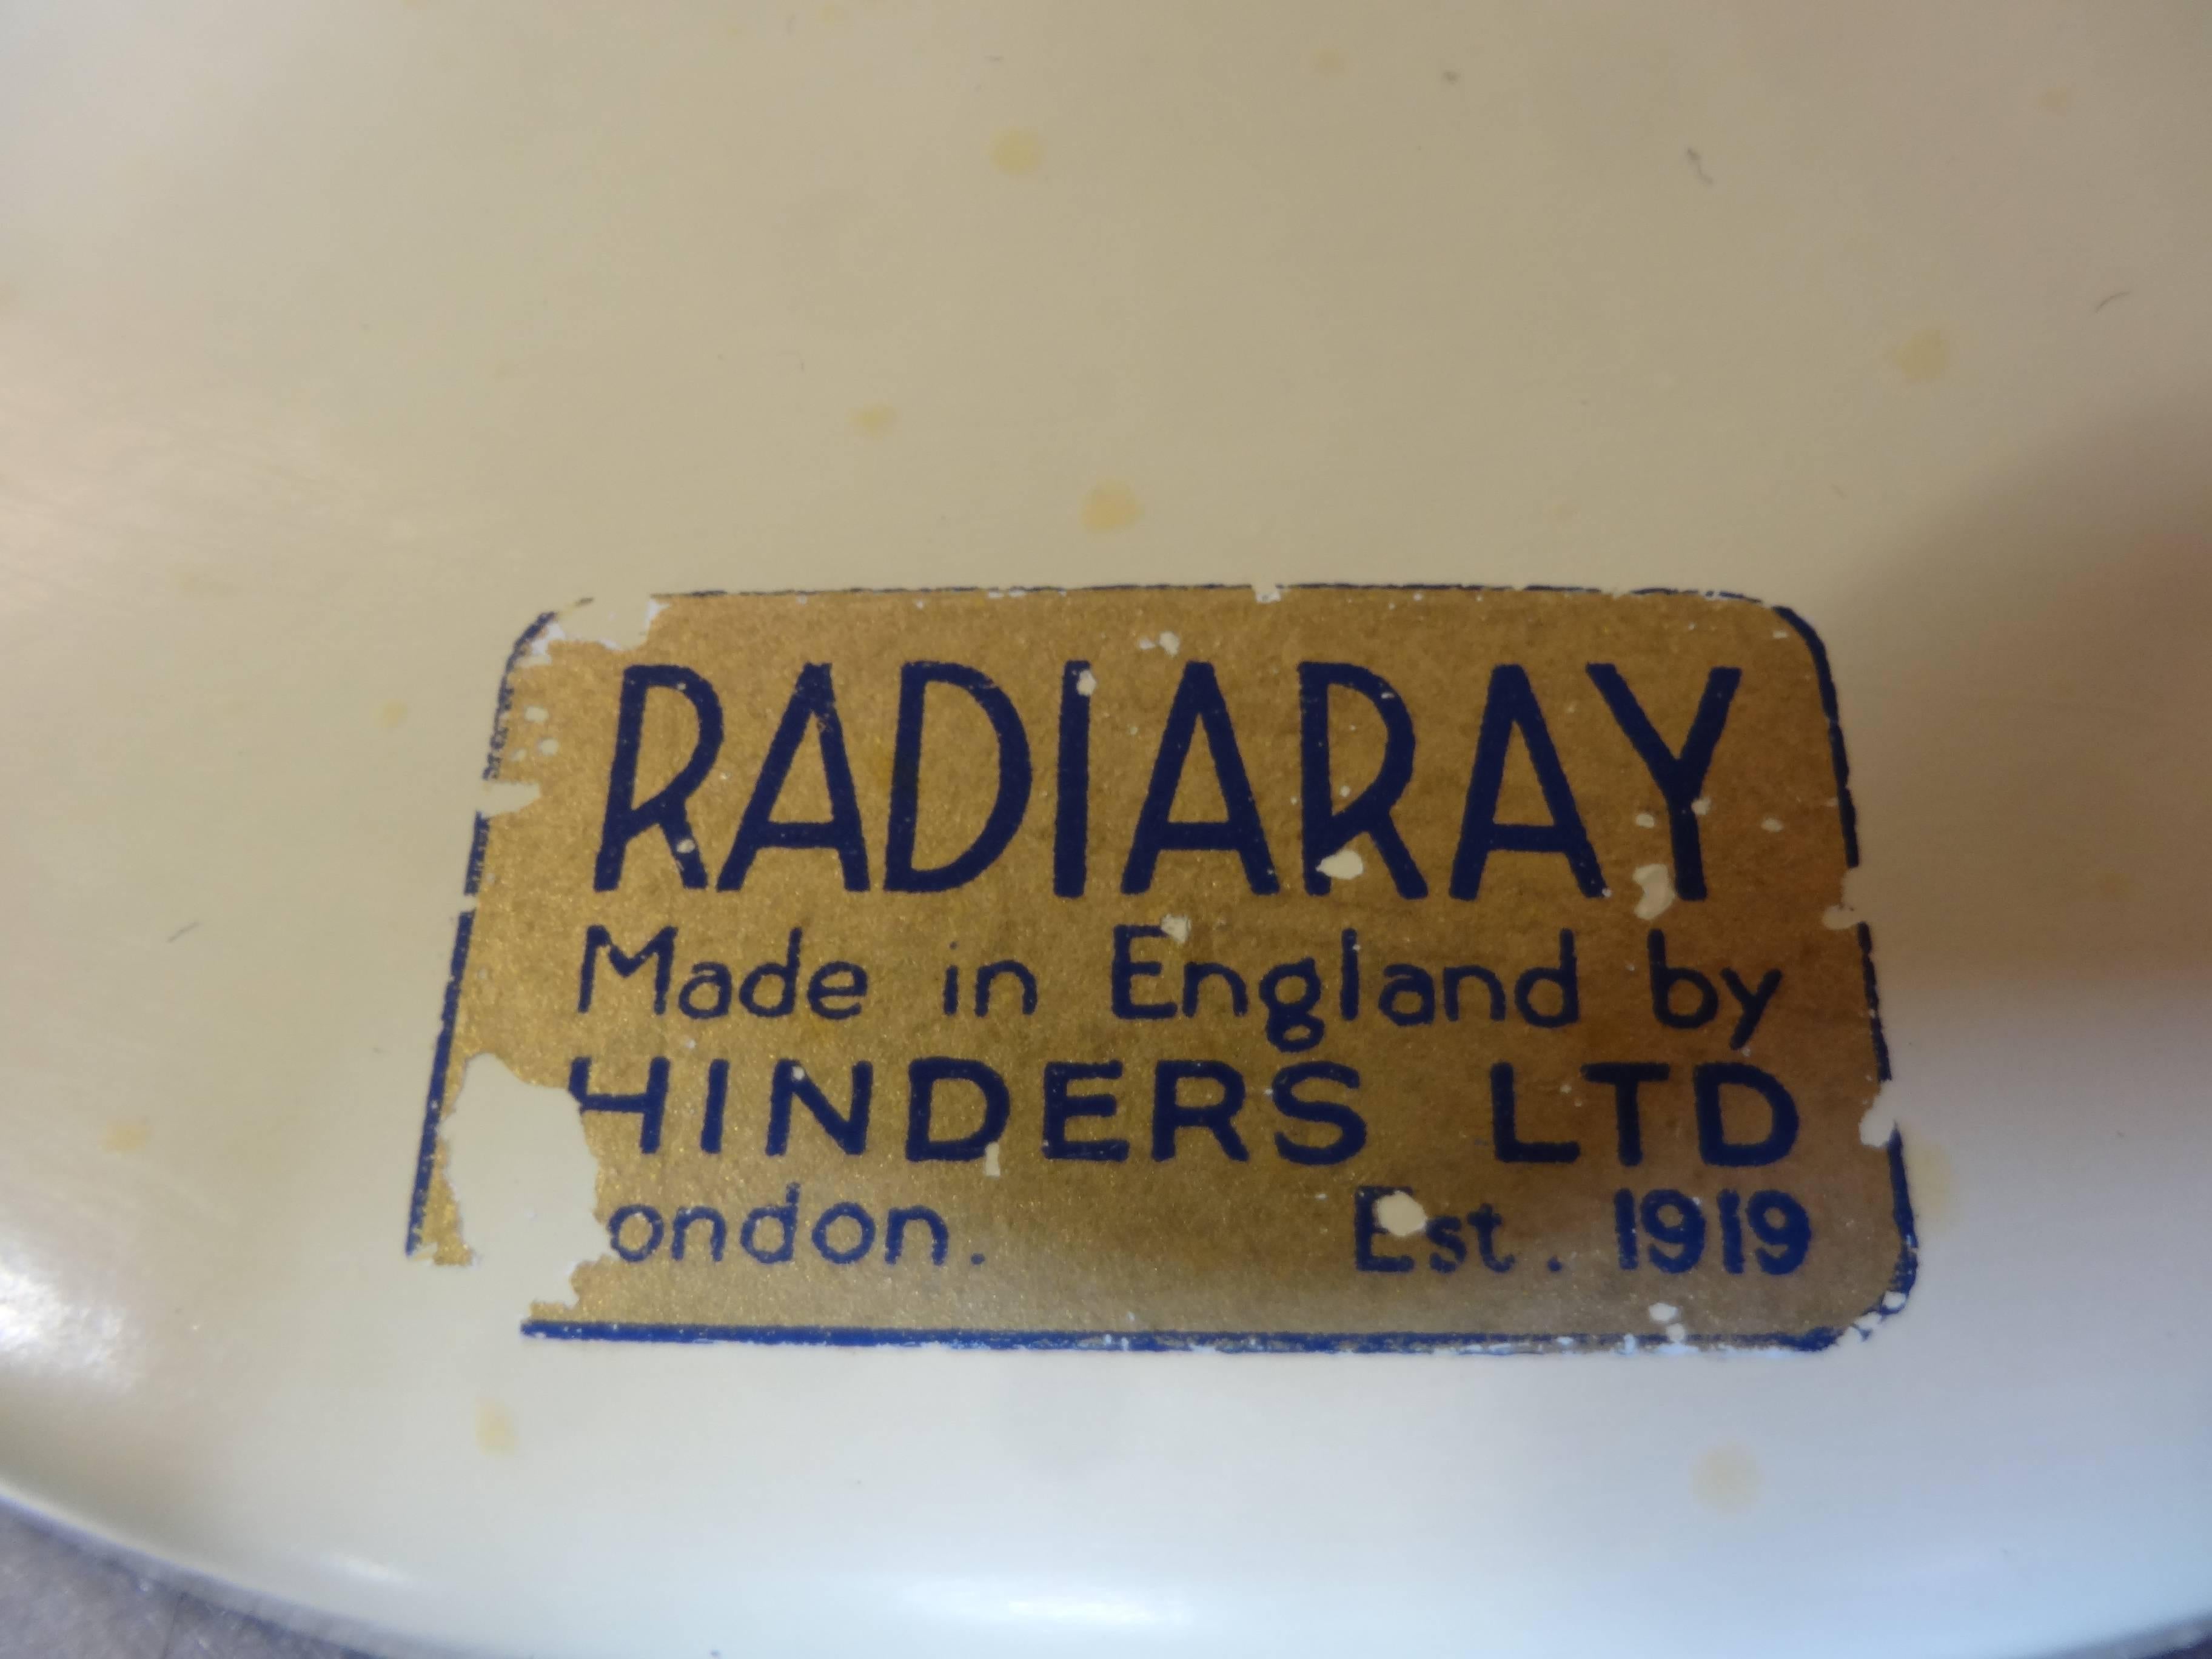 RADIARAY
Made in England by
HINDERS LTD
ondon. Est. 1919